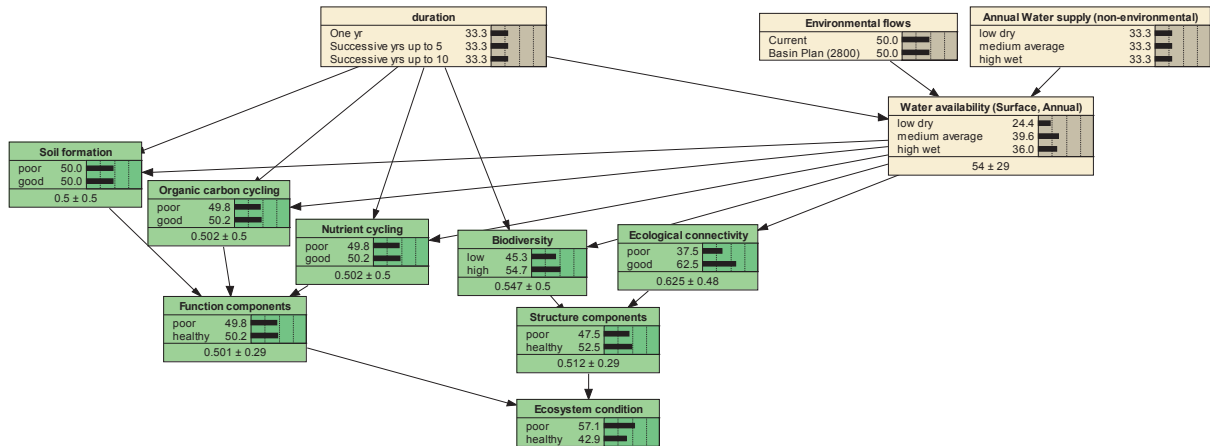 duration
One yr 33.3
Successive yrs up to 5 33.3
Successive yrs up to 10 33.3
Environmental flows
Current 50.0
Basin Plan (2800) 50.0
Annual Water supply (non-environmental)
low dry 33.3
medium average 33.3
high wet 33.3
Water availability (Surface, Annual)
low dry 24.4
medium average 39.6
high wet 36.0
54 ± 29
Soil formation
poor 50.0
good 50.0
0.5 ± 0.5
Organic carbon cycling
poor 49.8
good 50.2
0.502 ± 0.5
Nutrient cycling
poor 49.8
good 50.2
0.502 ± 0.5
Biodiversity
low 45.3
high 54.7
0.547 ± 0.5
Ecological connectivity
poor 37.5
good 62.5
0.625 ± 0.48
Function components
poor 49.8
healthy 50.2
0.501 ± 0.29
Structure components
poor 47.5
healthy 52.5
0.512 ± 0.29
Ecosystem condition
poor 57.1
healthy 42.9